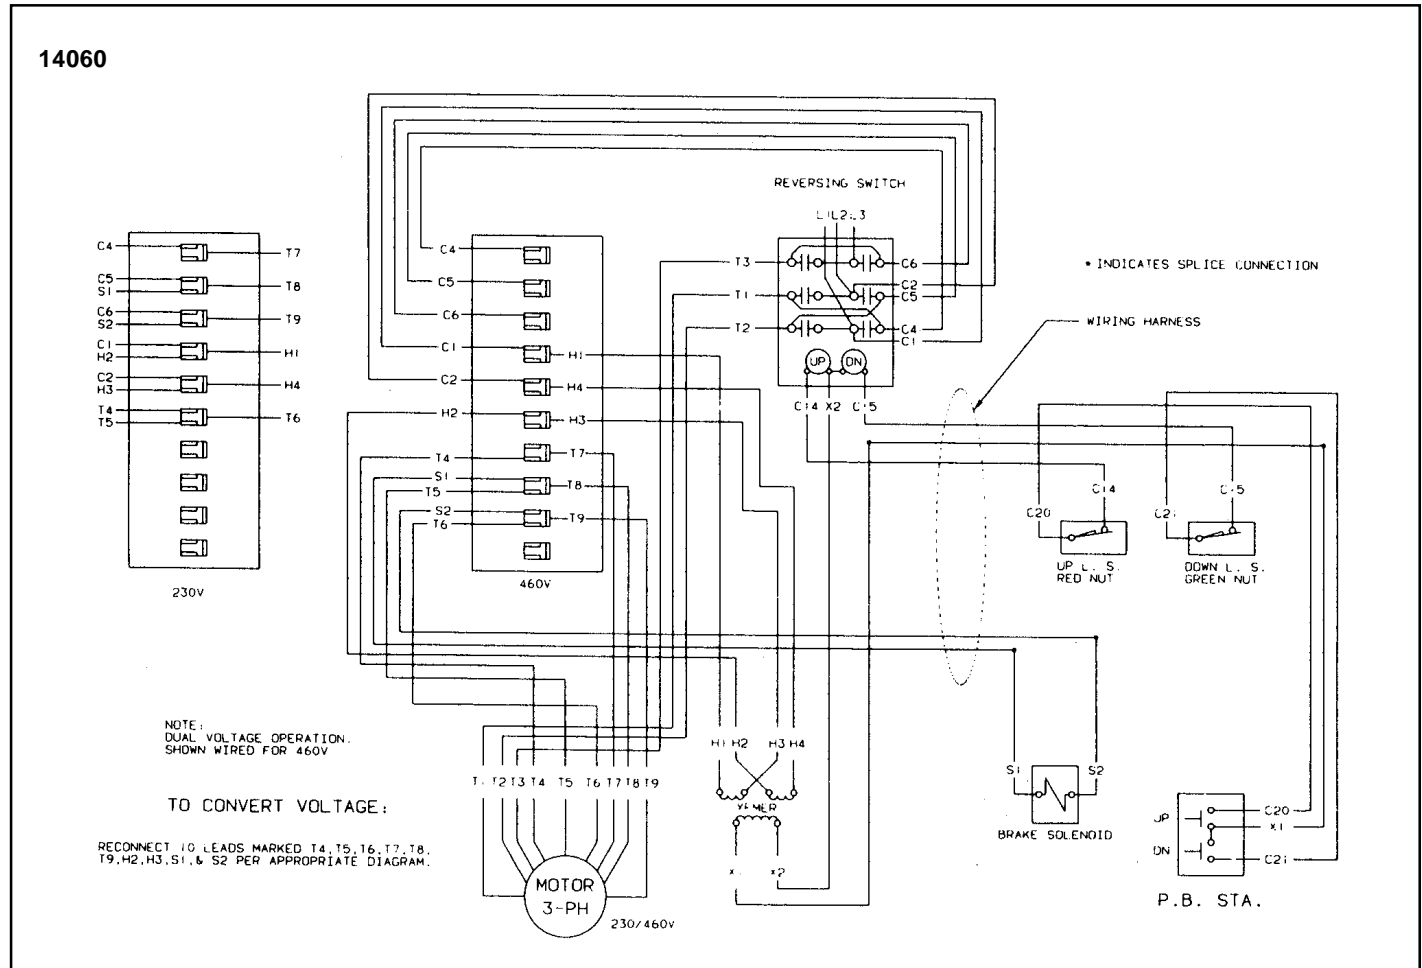 14060
REVERSING SWITCH
L1L2L3
C4
T7
C5
S1
T8
C6
S2
T9
C1
H2
H1
C2
H3
H4
T4
T5
T6
230V
C4
C5
C6
C1
H1
C2
H4
H2
H3
T4
T7
S1
T5
T8
S2
T6
T9
460V
T3
C6
C2
T1
C5
T2
C4
C1
UP
DN
C14 X2 C15
* INDICATES SPLICE CONNECTION
WIRING HARNESS
C14
C15
C20
C21
UP L. S.
RED NUT
DOWN L. S.
GREEN NUT
NOTE:
DUAL VOLTAGE OPERATION.
SHOWN WIRED FOR 460V
TO CONVERT VOLTAGE:
RECONNECT 10 LEADS MARKED T4,T5,T6,T7,T8,
T9,H2,H3,S1,& S2 PER APPROPRIATE DIAGRAM.
T1 T2 T3 T4 T5 T6 T7 T8 T9
MOTOR
3-PH
230/460V
H1 H2 H3 H4
XFMER
X1 X2
S1
S2
BRAKE SOLENOID
UP
DN
C20
X1
C21
P.B. STA.